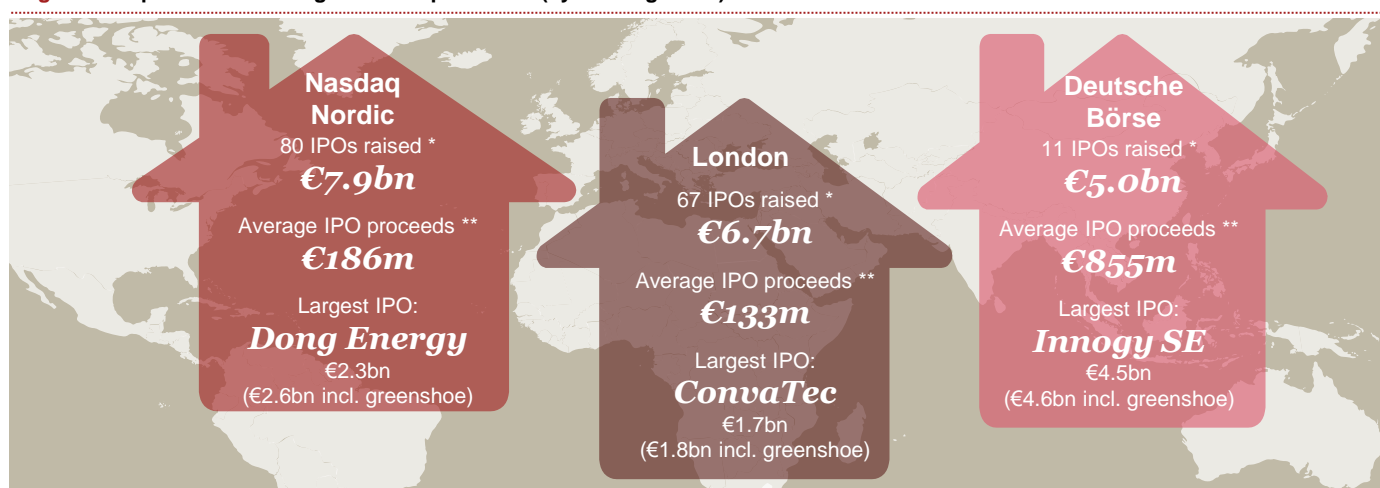 Nasdaq
Nordic
80 IPOs raised *
€7.9bn
Average IPO proceeds **
€186m
Largest IPO:
Dong Energy
€2.3bn
(€2.6bn incl. greenshoe)
London
67 IPOs raised *
€6.7bn
Average IPO proceeds **
€133m
Largest IPO:
ConvaTec
€1.7bn
(€1.8bn incl. greenshoe)
Deutsche
Börse
11 IPOs raised *
€5.0bn
Average IPO proceeds **
€855m
Largest IPO:
Innogy SE
€4.5bn
(€4.6bn incl. greenshoe)